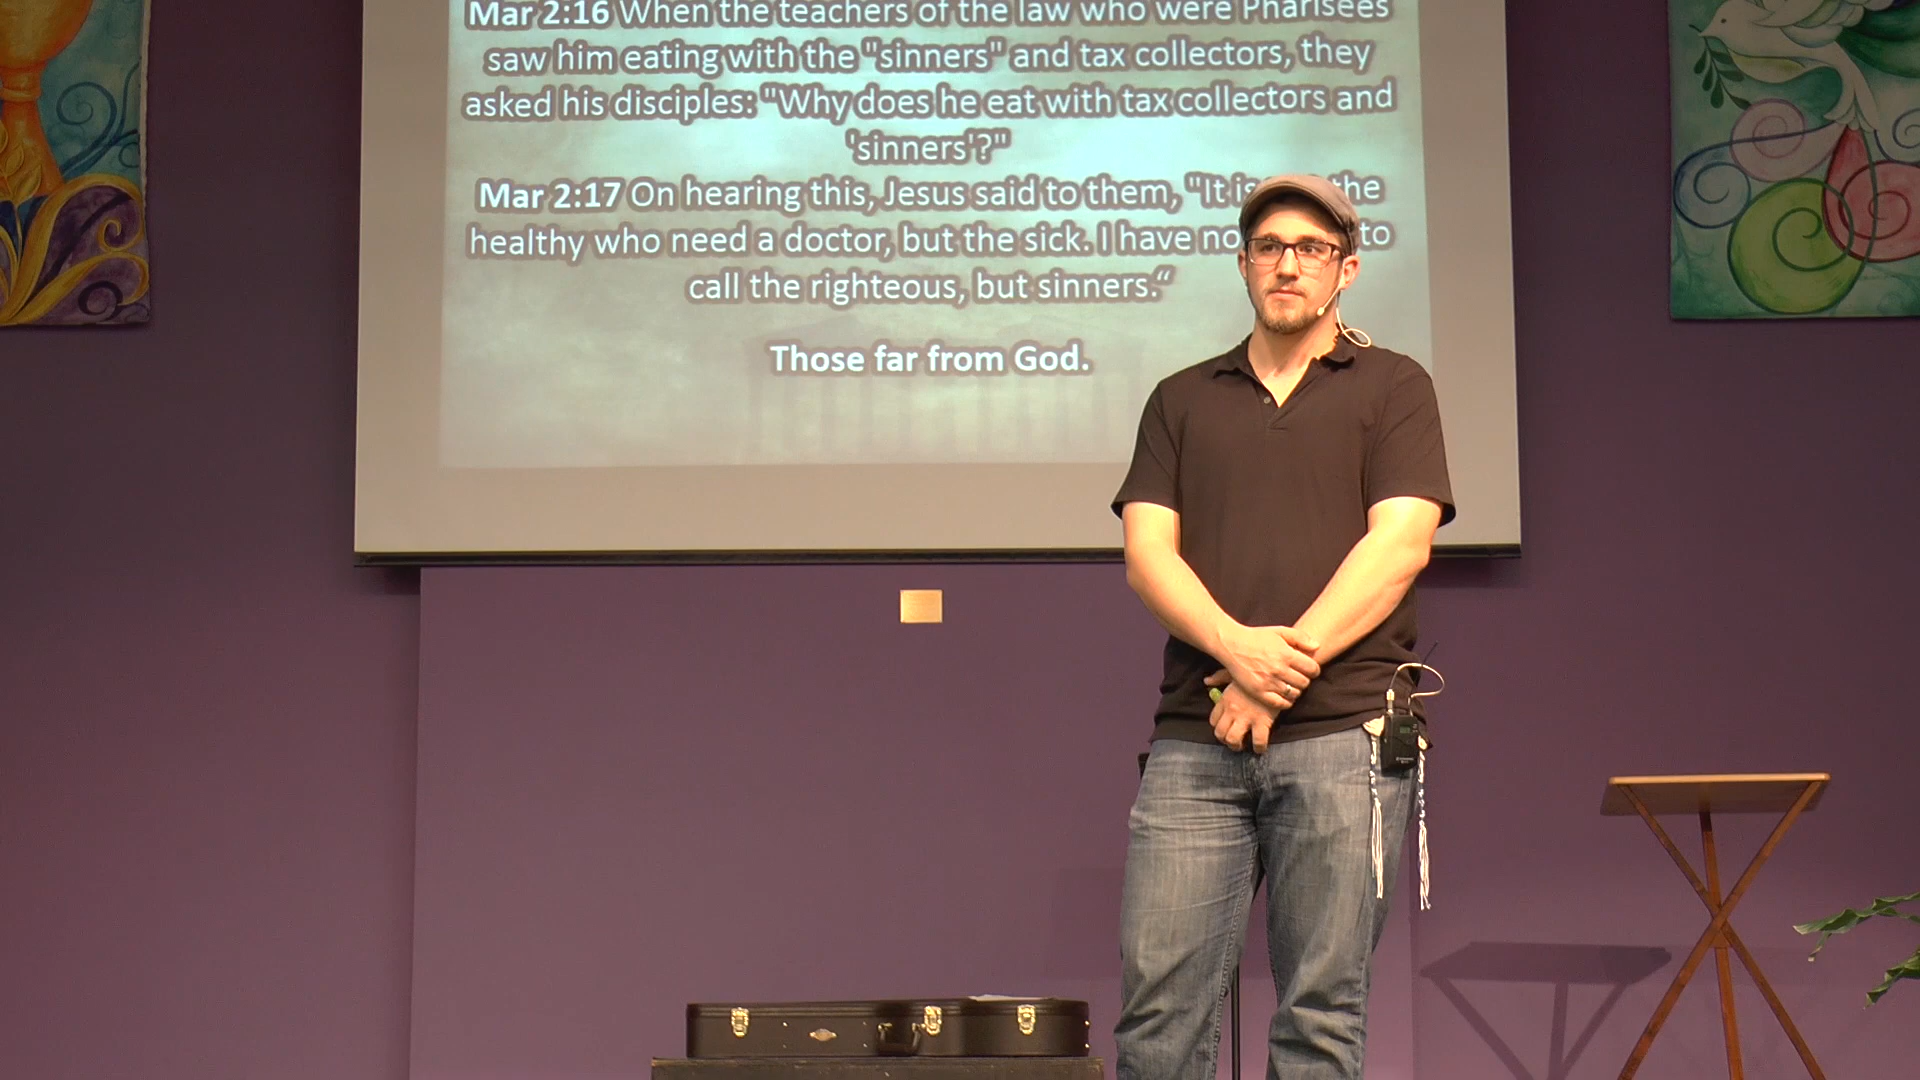 Mar 2:16 When the teachers of the law who were Pharisees
saw him eating with the "sinners" and tax collectors, they
asked his disciples: "Why does he eat with tax collectors and
'sinners'?"
Mar 2:17 On hearing this, Jesus said to them, "It is the
healthy who need a doctor, but the sick. I have to
call the righteous, but sinners.“
Those far from God.